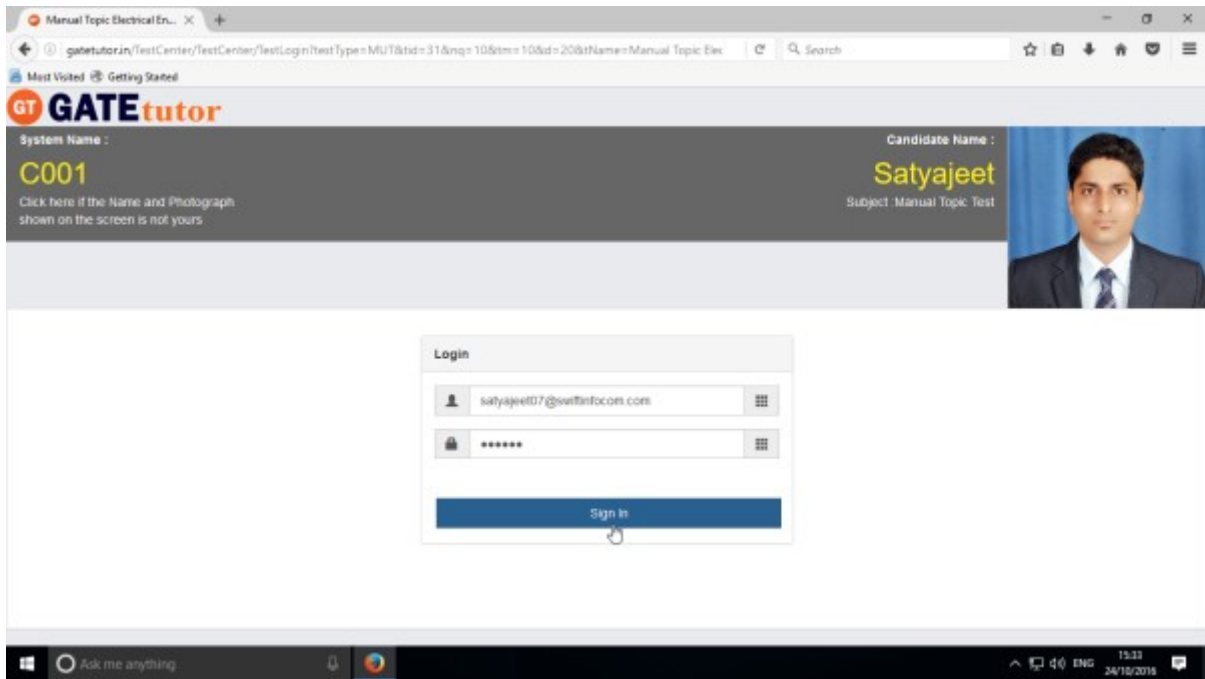 Manual Topic Electrical En...
gatetutor.in/TestCenter/TestCenter/TestLogin?testType=MUT&tid=31&nq=10&tm=10&d=20&tName=Manual Topic Elec
Search
Most Visited Getting Started
GT GATEtutor
System Name :
C001
Click here if the Name and Photograph
shown on the screen is not yours
Candidate Name :
Satyajeet
Subject :Manual Topic Test
Login
satyajeet07@swiftinfocom.com
******
Sign In
Ask me anything
ENG
15:33
24/10/2016